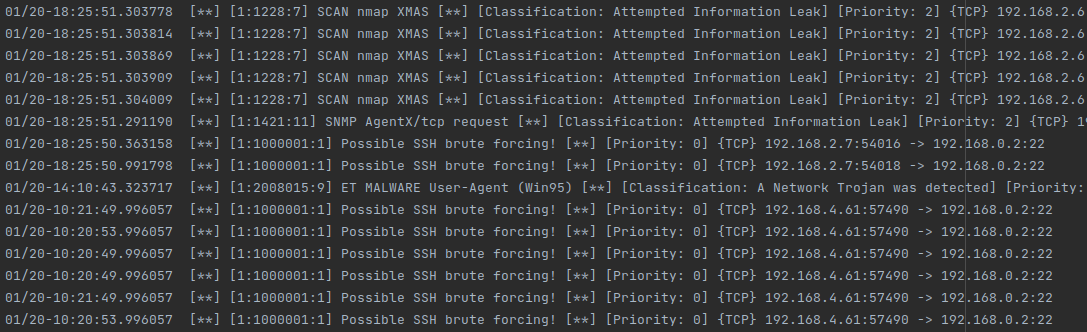 01/20-18:25:51.303778 [**] [1:1228:7] SCAN nmap XMAS [**] [Classification: Attempted Information Leak] [Priority: 2] {TCP} 192.168.2.6
01/20-18:25:51.303814 [**] [1:1228:7] SCAN nmap XMAS [**] [Classification: Attempted Information Leak] [Priority: 2] {TCP} 192.168.2.6
01/20-18:25:51.303869 [**] [1:1228:7] SCAN nmap XMAS [**] [Classification: Attempted Information Leak] [Priority: 2] {TCP} 192.168.2.6
01/20-18:25:51.303909 [**] [1:1228:7] SCAN nmap XMAS [**] [Classification: Attempted Information Leak] [Priority: 2] {TCP} 192.168.2.6
01/20-18:25:51.304009 [**] [1:1228:7] SCAN nmap XMAS [**] [Classification: Attempted Information Leak] [Priority: 2] {TCP} 192.168.2.6
01/20-18:25:51.291190 [**] [1:1421:11] SNMP AgentX/tcp request [**] [Classification: Attempted Information Leak] [Priority: 2] {TCP} 19
01/20-18:25:50.363158 [**] [1:1000001:1] Possible SSH brute forcing! [**] [Priority: 0] {TCP} 192.168.2.7:54016 -> 192.168.0.2:22
01/20-18:25:50.991798 [**] [1:1000001:1] Possible SSH brute forcing! [**] [Priority: 0] {TCP} 192.168.2.7:54018 -> 192.168.0.2:22
01/20-14:10:43.323717 [**] [1:2008015:9] ET MALWARE User-Agent (Win95) [**] [Classification: A Network Trojan was detected] [Priority:
01/20-10:21:49.996057 [**] [1:1000001:1] Possible SSH brute forcing! [**] [Priority: 0] {TCP} 192.168.4.61:57490 -> 192.168.0.2:22
01/20-10:20:53.996057 [**] [1:1000001:1] Possible SSH brute forcing! [**] [Priority: 0] {TCP} 192.168.4.61:57490 -> 192.168.0.2:22
01/20-10:20:49.996057 [**] [1:1000001:1] Possible SSH brute forcing! [**] [Priority: 0] {TCP} 192.168.4.61:57490 -> 192.168.0.2:22
01/20-10:20:49.996057 [**] [1:1000001:1] Possible SSH brute forcing! [**] [Priority: 0] {TCP} 192.168.4.61:57490 -> 192.168.0.2:22
01/20-10:21:49.996057 [**] [1:1000001:1] Possible SSH brute forcing! [**] [Priority: 0] {TCP} 192.168.4.61:57490 -> 192.168.0.2:22
01/20-10:20:53.996057 [**] [1:1000001:1] Possible SSH brute forcing! [**] [Priority: 0] {TCP} 192.168.4.61:57490 -> 192.168.0.2:22